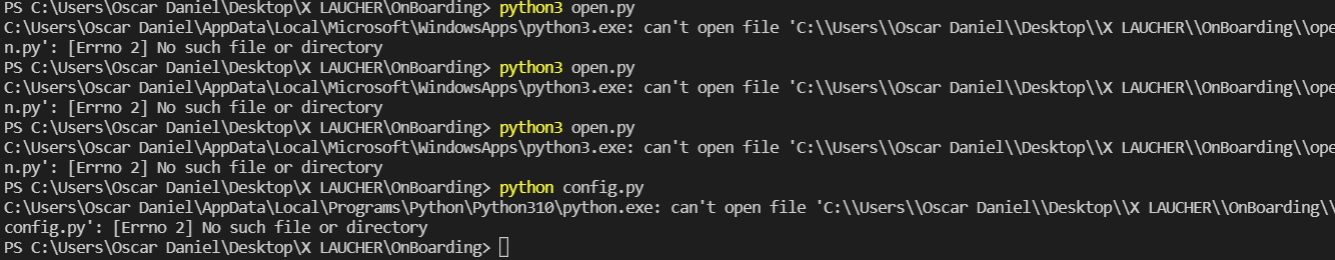 PS C:\Users\Oscar Daniel\Desktop\X LAUCHER\OnBoarding> python3 open.py
C:\Users\Oscar Daniel\AppData\Local\Microsoft\WindowsApps\python3.exe: can't open file 'C:\\Users\\Oscar Daniel\\Desktop\\X LAUCHER\\OnBoarding\\ope
n.py': [Errno 2] No such file or directory
PS C:\Users\Oscar Daniel\Desktop\X LAUCHER\OnBoarding> python3 open.py
C:\Users\Oscar Daniel\AppData\Local\Microsoft\WindowsApps\python3.exe: can't open file 'C:\\Users\\Oscar Daniel\\Desktop\\X LAUCHER\\OnBoarding\\ope
n.py': [Errno 2] No such file or directory
PS C:\Users\Oscar Daniel\Desktop\X LAUCHER\OnBoarding> python3 open.py
C:\Users\Oscar Daniel\AppData\Local\Microsoft\WindowsApps\python3.exe: can't open file 'C:\\Users\\Oscar Daniel\\Desktop\\X LAUCHER\\OnBoarding\\ope
n.py': [Errno 2] No such file or directory
PS C:\Users\Oscar Daniel\Desktop\X LAUCHER\OnBoarding> python config.py
C:\Users\Oscar Daniel\AppData\Local\Programs\Python\Python310\python.exe: can't open file 'C:\\Users\\Oscar Daniel\\Desktop\\X LAUCHER\\OnBoarding\\
config.py': [Errno 2] No such file or directory
PS C:\Users\Oscar Daniel\Desktop\X LAUCHER\OnBoarding>